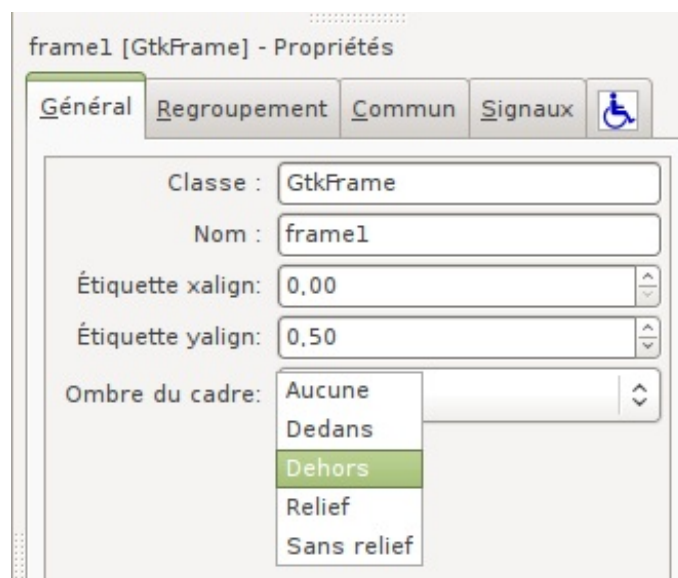 frame1 [GtkFrame] - Propriétés
Général Regroupement Commun Signaux
Classe : GtkFrame
Nom : frame1
Étiquette xalign: 0,00
Étiquette yalign: 0,50
Ombre du cadre:
Aucune
Dedans
Dehors
Relief
Sans relief